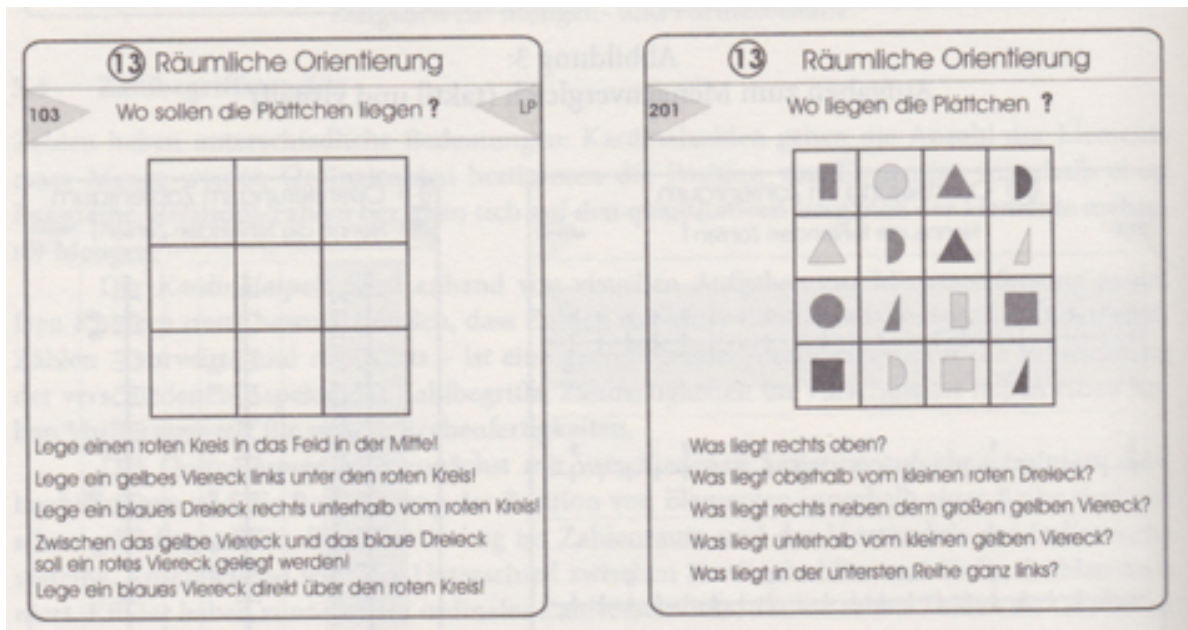 13 Räumliche Orientierung
103 Wo sollen die Plättchen liegen ? LP
Lege einen roten Kreis in das Feld in der Mitte!
Lege ein gelbes Viereck links unter den roten Kreis!
Lege ein blaues Dreieck rechts unterhalb vom roten Kreis!
Zwischen das gelbe Viereck und das blaue Dreieck
soll ein rotes Viereck gelegt werden!
Lege ein blaues Viereck direkt über den roten Kreis!
13 Räumliche Orientierung
201 Wo liegen die Plättchen ?
Was liegt rechts oben?
Was liegt oberhalb vom kleinen roten Dreieck?
Was liegt rechts neben dem großen gelben Viereck?
Was liegt unterhalb vom kleinen gelben Viereck?
Was liegt in der untersten Reihe ganz links?